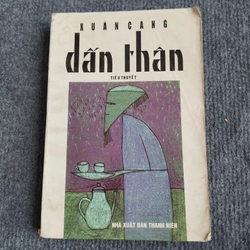 XUÂN CANG
dấn thân
TIỂU THUYẾT
NHÀ XUẤT BẢN THANH NIÊN